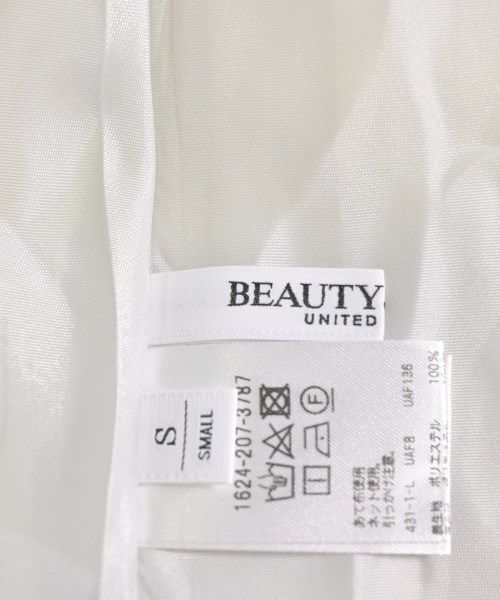 BEAUTY
UNITED
S
SMALL
1624-207-3787
F
あて布使用
ネット使用。
引っかけ注意。
431-1-L UAF8 UAF136
表生地 ポリエステル 100%